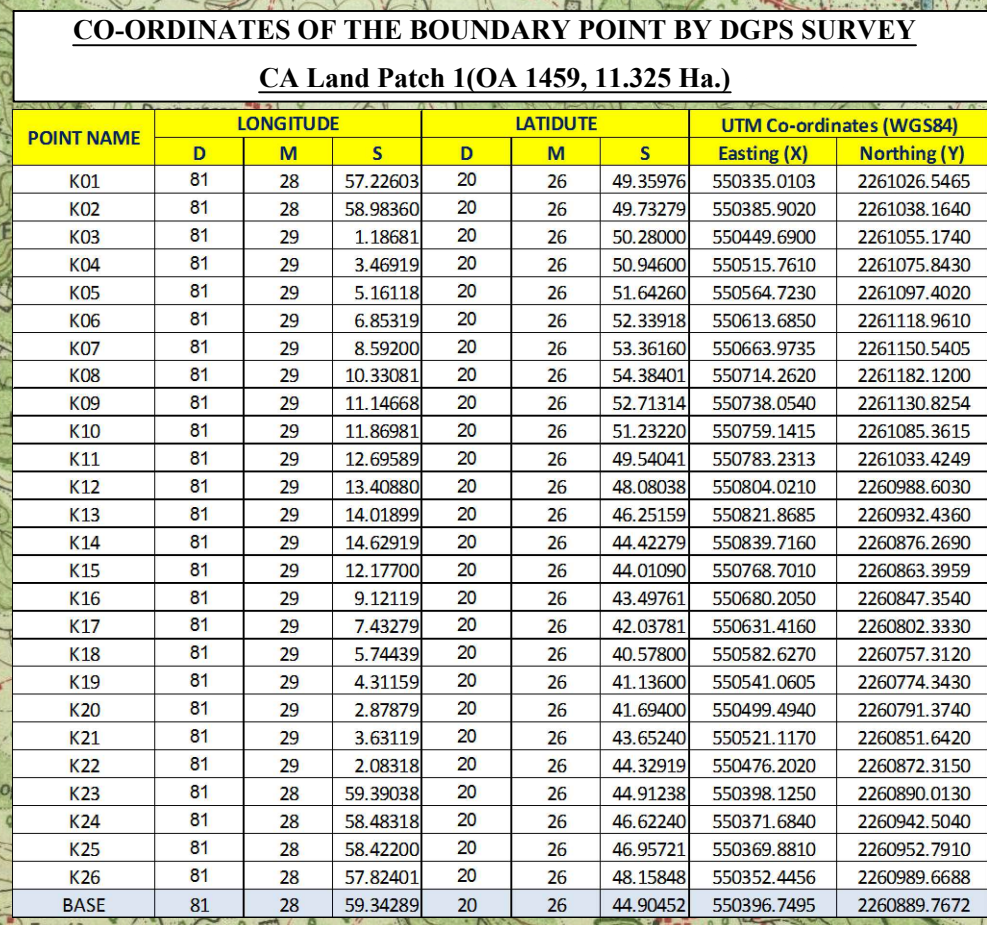 CO-ORDINATES OF THE BOUNDARY POINT BY DGPS SURVEY
CA Land Patch 1(OA 1459, 11.325 Ha.)
POINT NAME LONGITUDE LATIDUTE UTM Co-ordinates (WGS84)
D M S D M S Easting (X) Northing (Y)
K01 81 28 57.22603 20 26 49.35976 550335.0103 2261026.5465
K02 81 28 58.98360 20 26 49.73279 550385.9020 2261038.1640
K03 81 29 1.18681 20 26 50.28000 550449.6900 2261055.1740
K04 81 29 3.46919 20 26 50.94600 550515.7610 2261075.8430
K05 81 29 5.16118 20 26 51.64260 550564.7230 2261097.4020
K06 81 29 6.85319 20 26 52.33918 550613.6850 2261118.9610
K07 81 29 8.59200 20 26 53.36160 550663.9735 2261150.5405
K08 81 29 10.33081 20 26 54.38401 550714.2620 2261182.1200
K09 81 29 11.14668 20 26 52.71314 550738.0540 2261130.8254
K10 81 29 11.86981 20 26 51.23220 550759.1415 2261085.3615
K11 81 29 12.69589 20 26 49.54041 550783.2313 2261033.4249
K12 81 29 13.40880 20 26 48.08038 550804.0210 2260988.6030
K13 81 29 14.01899 20 26 46.25159 550821.8685 2260932.4360
K14 81 29 14.62919 20 26 44.42279 550839.7160 2260876.2690
K15 81 29 12.17700 20 26 44.01090 550768.7010 2260863.3959
K16 81 29 9.12119 20 26 43.49761 550680.2050 2260847.3540
K17 81 29 7.43279 20 26 42.03781 550631.4160 2260802.3330
K18 81 29 5.74439 20 26 40.57800 550582.6270 2260757.3120
K19 81 29 4.31159 20 26 41.13600 550541.0605 2260774.3430
K20 81 29 2.87879 20 26 41.69400 550499.4940 2260791.3740
K21 81 29 3.63119 20 26 43.65240 550521.1170 2260851.6420
K22 81 29 2.08318 20 26 44.32919 550476.2020 2260872.3150
K23 81 28 59.39038 20 26 44.91238 550398.1250 2260890.0130
K24 81 28 58.48318 20 26 46.62240 550371.6840 2260942.5040
K25 81 28 58.42200 20 26 46.95721 550369.8810 2260952.7910
K26 81 28 57.82401 20 26 48.15848 550352.4456 2260989.6688
BASE 81 28 59.34289 20 26 44.90452 550396.7495 2260889.7672